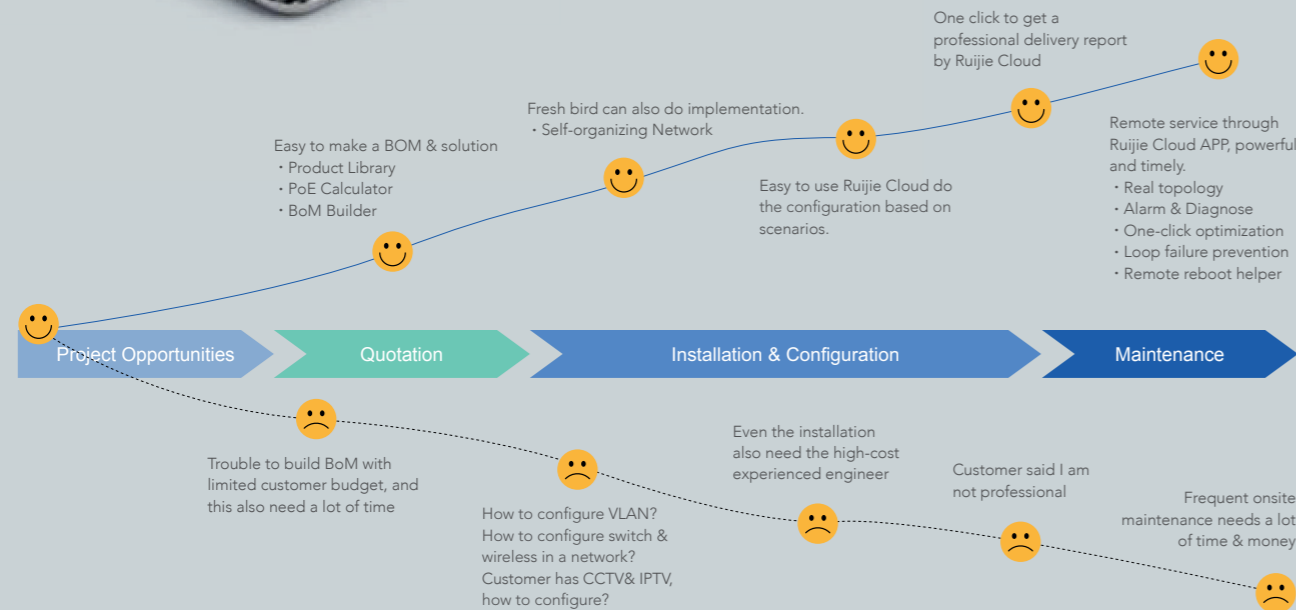 One click to get a
professional delivery report
by Ruijie Cloud
Fresh bird can also do implementation.
・Self-organizing Network
Easy to make a BOM & solution
・Product Library
・PoE Calculator
・BoM Builder
Easy to use Ruijie Cloud do
the configuration based on
scenarios.
Remote service through
Ruijie Cloud APP, powerful
and timely.
・Real topology
・Alarm & Diagnose
・One-click optimization
・Loop failure prevention
・Remote reboot helper
Project Opportunities
Quotation
Installation & Configuration
Maintenance
Trouble to build BoM with
limited customer budget, and
this also need a lot of time
How to configure VLAN?
How to configure switch &
wireless in a network?
Customer has CCTV& IPTV,
how to configure?
Even the installation
also need the high-cost
experienced engineer
Customer said I am
not professional
Frequent onsite
maintenance needs a lot
of time & money